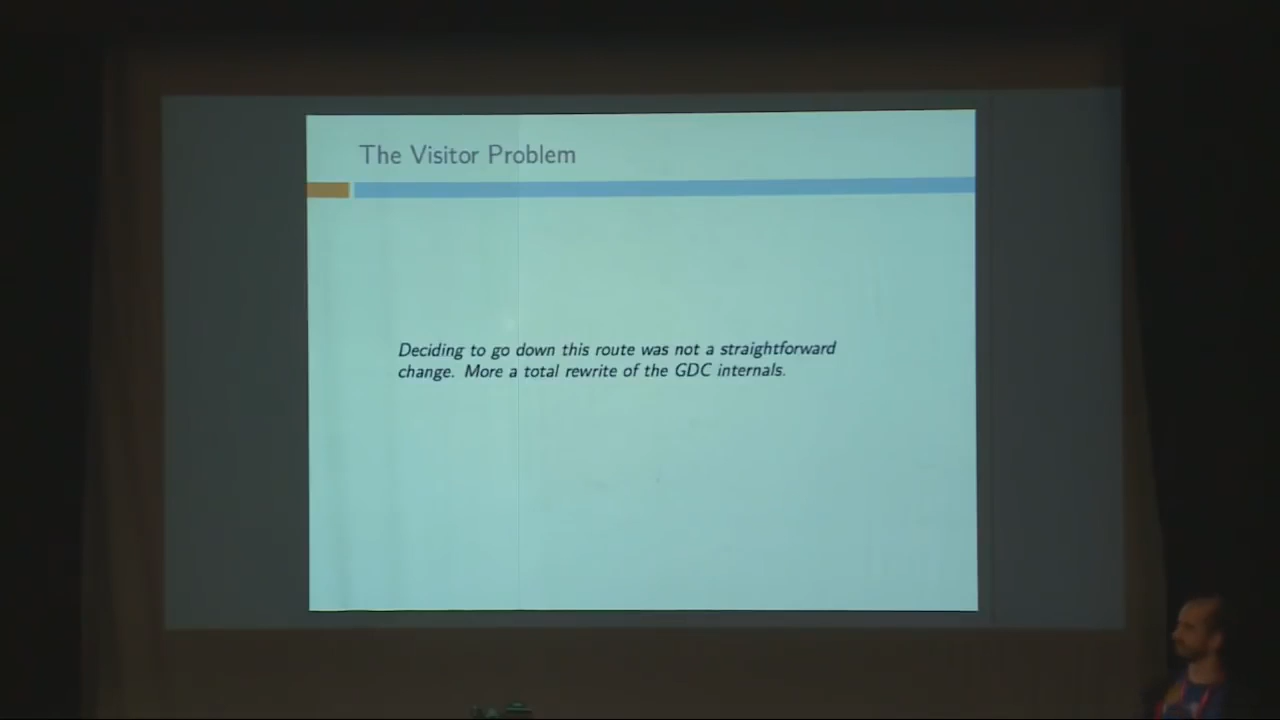 The Visitor Problem
Deciding to go down this route was not a straightforward
change. More a total rewrite of the GDC internals.